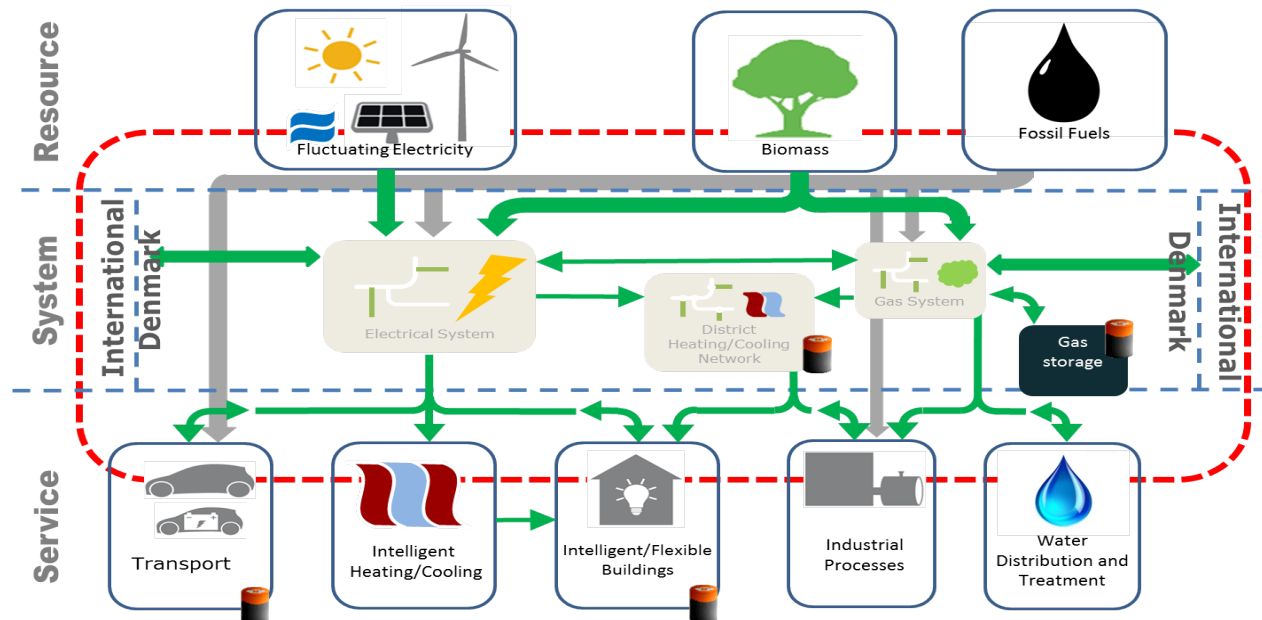 Resource
Fluctuating Electricity
Biomass
Fossil Fuels
System
International
Denmark
Electrical System
District
Heating/Cooling
Network
Gas System
Gas
storage
Denmark
International
Service
Transport
Intelligent
Heating/Cooling
Intelligent/Flexible
Buildings
Industrial
Processes
Water
Distribution and
Treatment